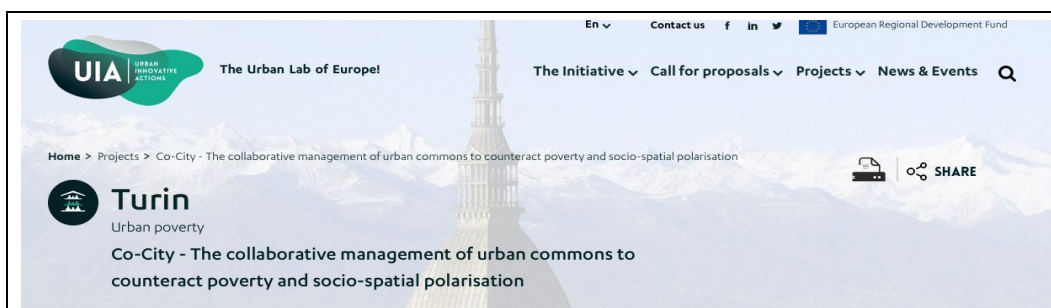 En
Contact us
European Regional Development Fund
UIA
URBAN
INNOVATIVE
ACTIONS
The Urban Lab of Europe!
The Initiative
Call for proposals
Projects
News & Events
Home > Projects > Co-City - The collaborative management of urban commons to counteract poverty and socio-spatial polarisation
SHARE
Turin
Urban poverty
Co-City - The collaborative management of urban commons to
counteract poverty and socio-spatial polarisation